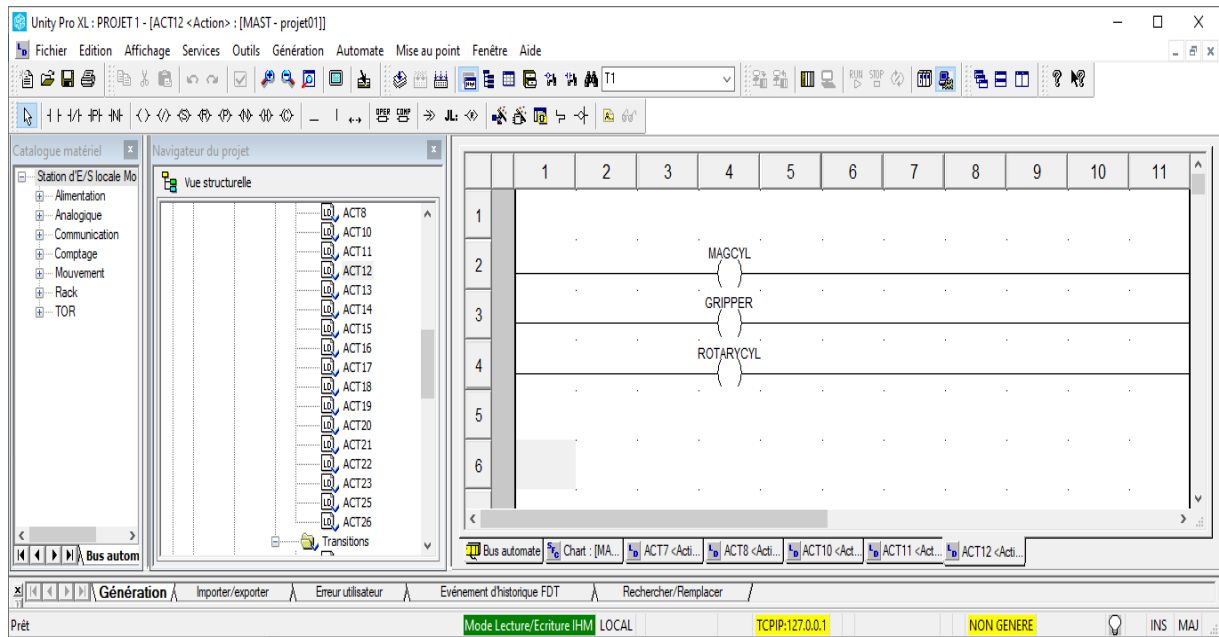 Unity Pro XL : PROJET 1 - [ACT12 <Action> : [MAST - projet01]]
Fichier Edition Affichage Services Outils Génération Automate Mise au point Fenêtre Aide
T1
RUN STOP
OPER COMP
JL:
Catalogue matériel
Station d'E/S locale Mo
Alimentation
Analogique
Communication
Comptage
Mouvement
Rack
TOR
Bus autom
Navigateur du projet
Vue structurelle
ACT8
ACT10
ACT11
ACT12
ACT13
ACT14
ACT15
ACT16
ACT17
ACT18
ACT19
ACT20
ACT21
ACT22
ACT23
ACT25
ACT26
Transitions
1 2 3 4 5 6 7 8 9 10 11
1
2 MAGCYL
3 GRIPPER
4 ROTARYCYL
5
6
Bus automate Chart : [MA... ACT7 <Acti... ACT8 <Acti... ACT10 <Act... ACT11 <Act... ACT12 <Acti...
Génération Importer/exporter Erreur utilisateur Evénement d'historique FDT Rechercher/Remplacer
Prêt Mode Lecture/Ecriture IHM LOCAL TCPIP:127.0.0.1 NON GENERE INS MAJ